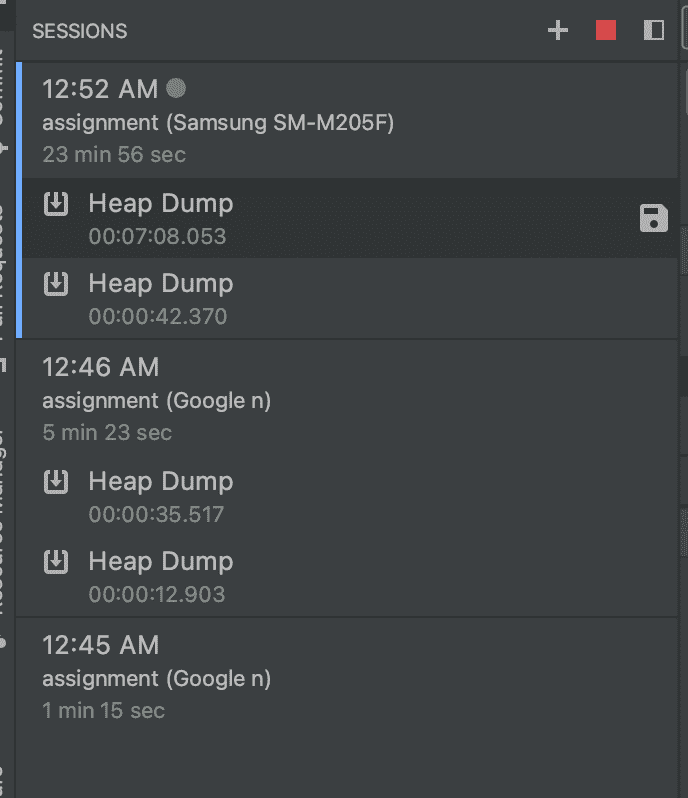 SESSIONS
12:52 AM
assignment (Samsung SM-M205F)
23 min 56 sec
Heap Dump
00:07:08.053
Heap Dump
00:00:42.370
12:46 AM
assignment (Google n)
5 min 23 sec
Heap Dump
00:00:35.517
Heap Dump
00:00:12.903
12:45 AM
assignment (Google n)
1 min 15 sec